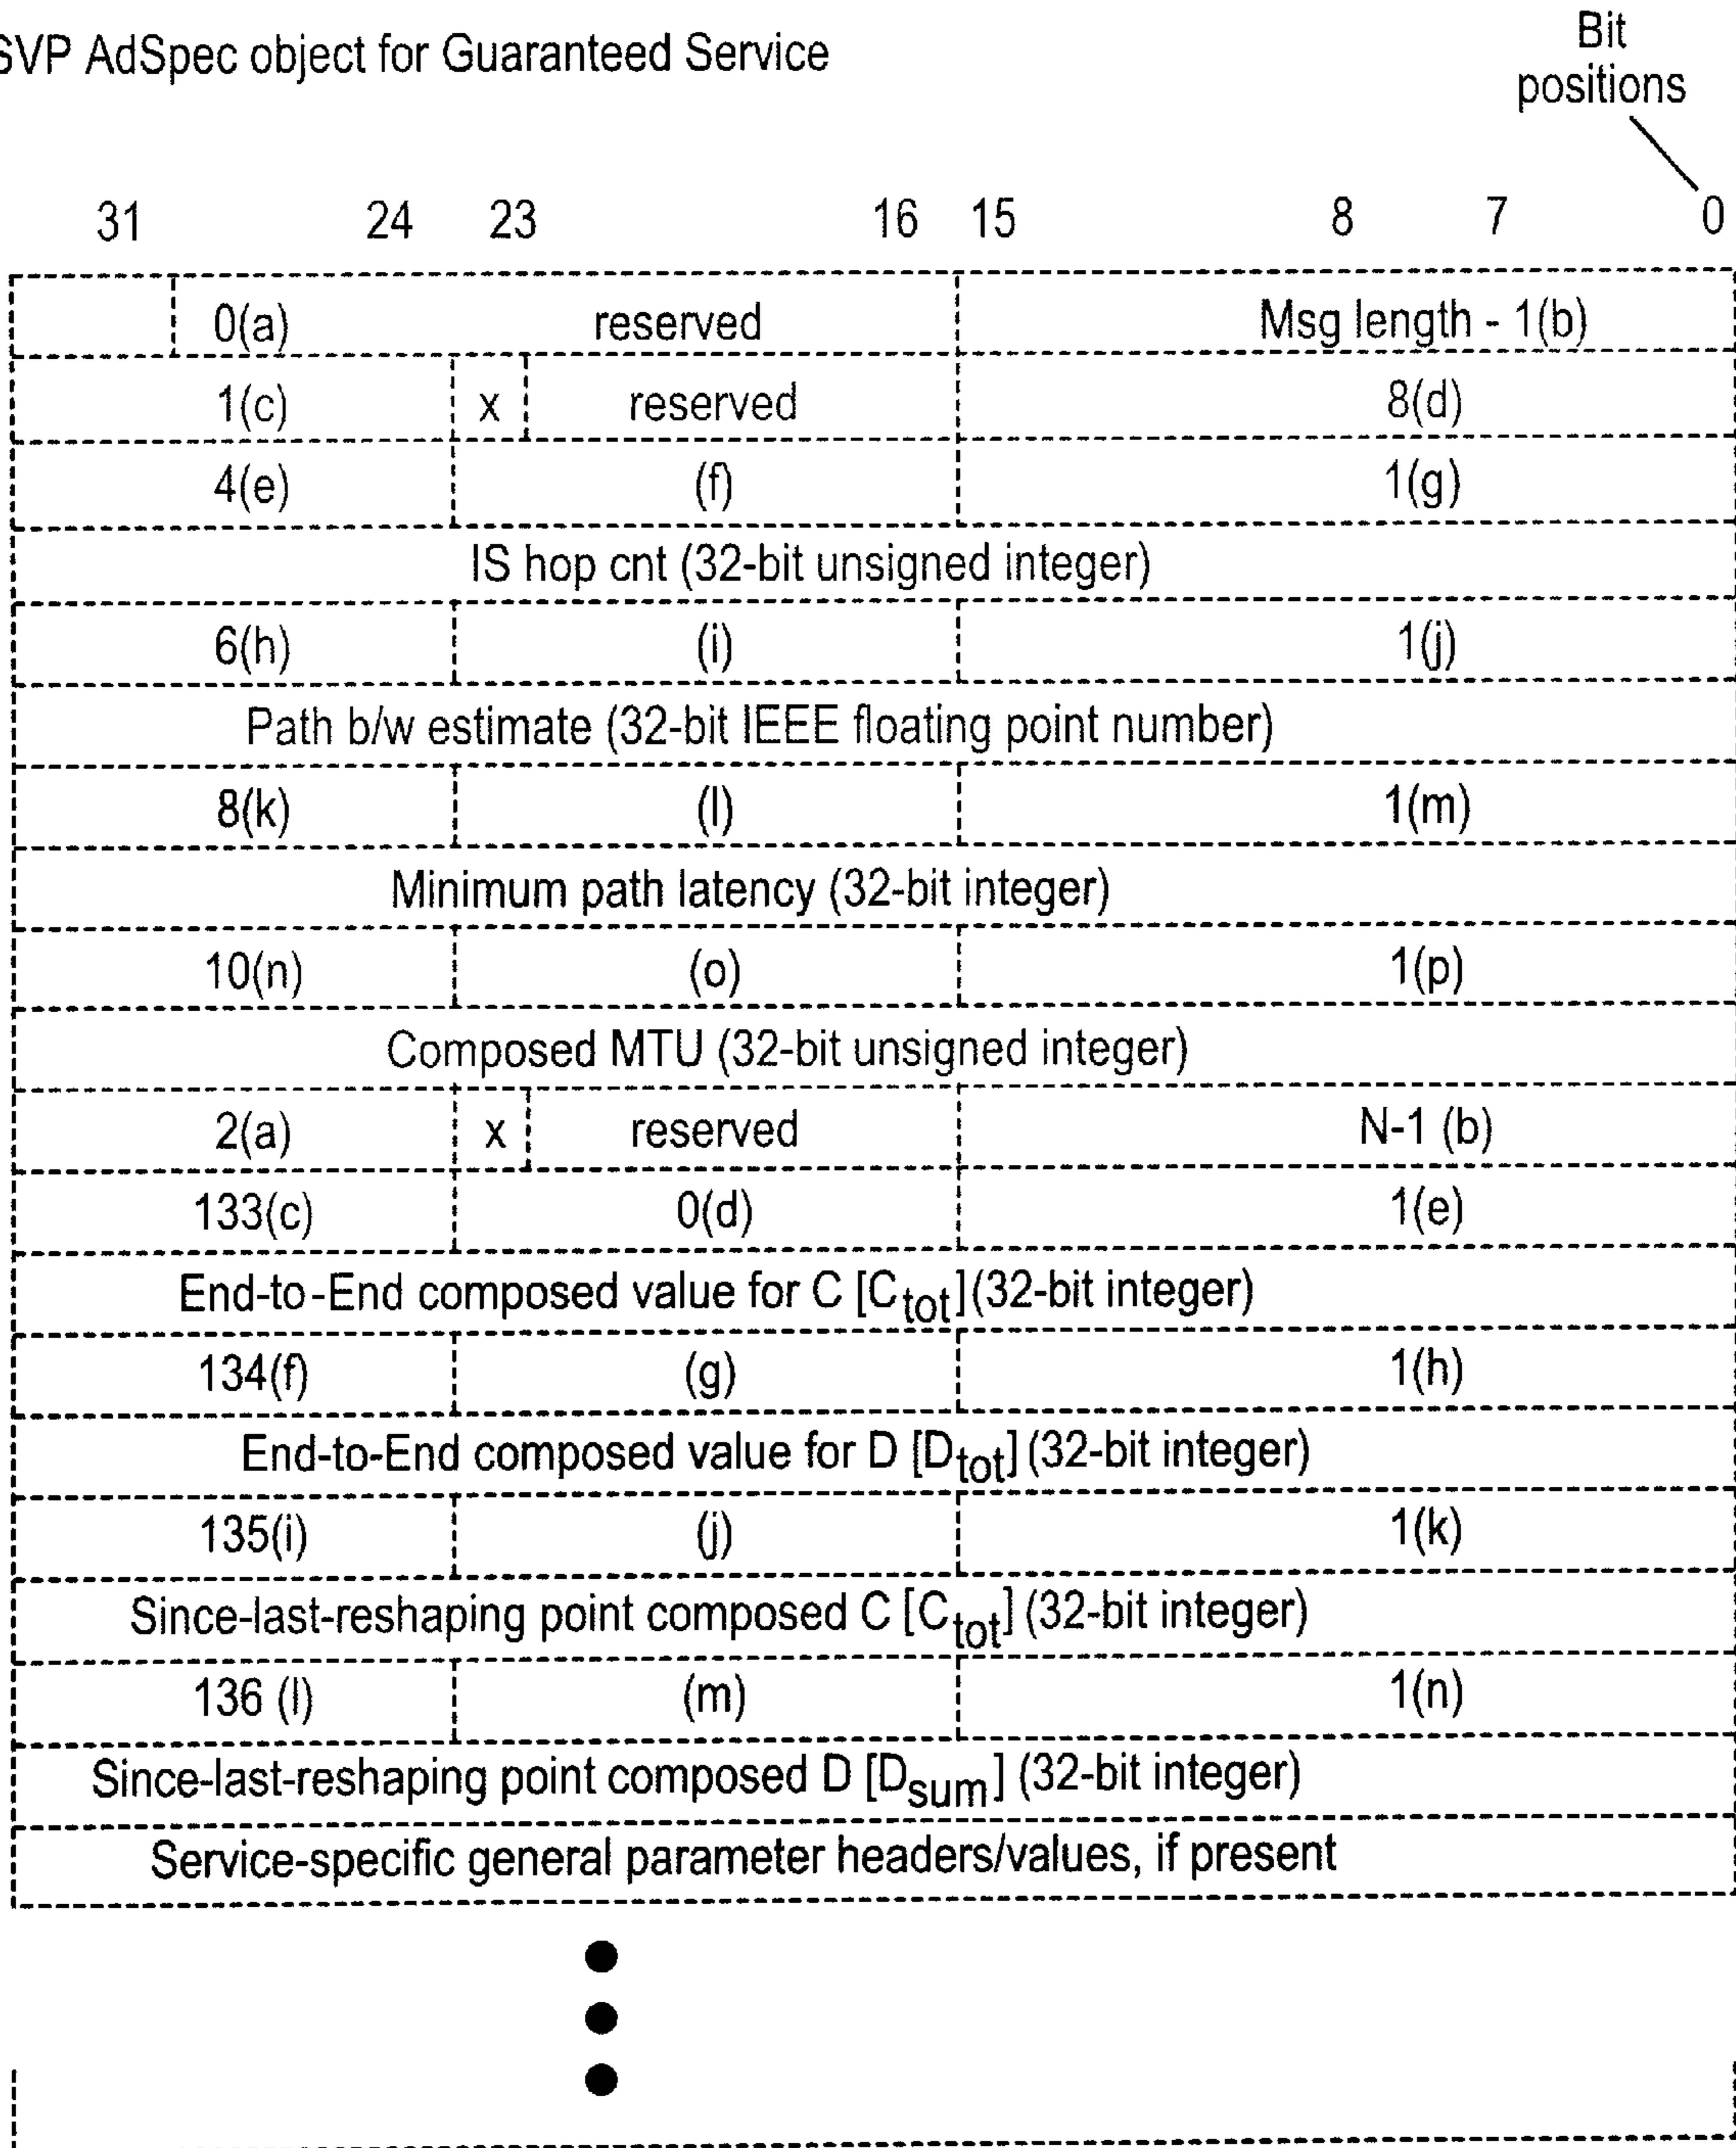 SVP AdSpec object for Guaranteed Service
Bit
positions
31 24 23 16 15 8 7 0
0(a) reserved Msg length - 1(b)
1(c) x reserved 8(d)
4(e) (f) 1(g)
IS hop cnt (32-bit unsigned integer)
6(h) (i) 1(j)
Path b/w estimate (32-bit IEEE floating point number)
8(k) (l) 1(m)
Minimum path latency (32-bit integer)
10(n) (o) 1(p)
Composed MTU (32-bit unsigned integer)
2(a) x reserved N-1 (b)
133(c) 0(d) 1(e)
End-to-End composed value for C [Ctot] (32-bit integer)
134(f) (g) 1(h)
End-to-End composed value for D [Dtot] (32-bit integer)
135(i) (j) 1(k)
Since-last-reshaping point composed C [Ctot] (32-bit integer)
136 (l) (m) 1(n)
Since-last-reshaping point composed D [Dsum] (32-bit integer)
Service-specific general parameter headers/values, if present